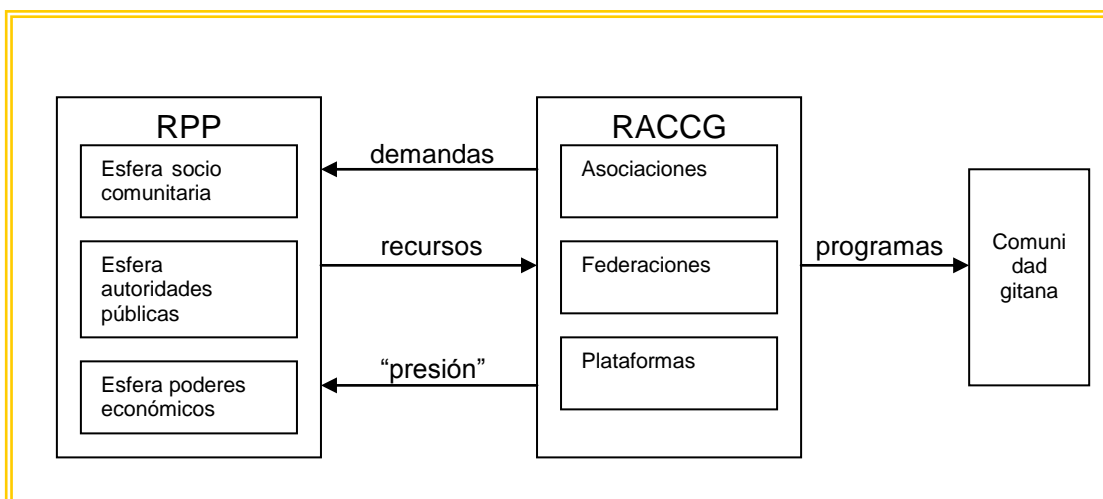 RPP
Esfera socio
comunitaria
Esfera
autoridades
públicas
Esfera poderes
económicos
demandas
recursos
“presión”
RACCG
Asociaciones
Federaciones
Plataformas
programas
Comuni
dad
gitana